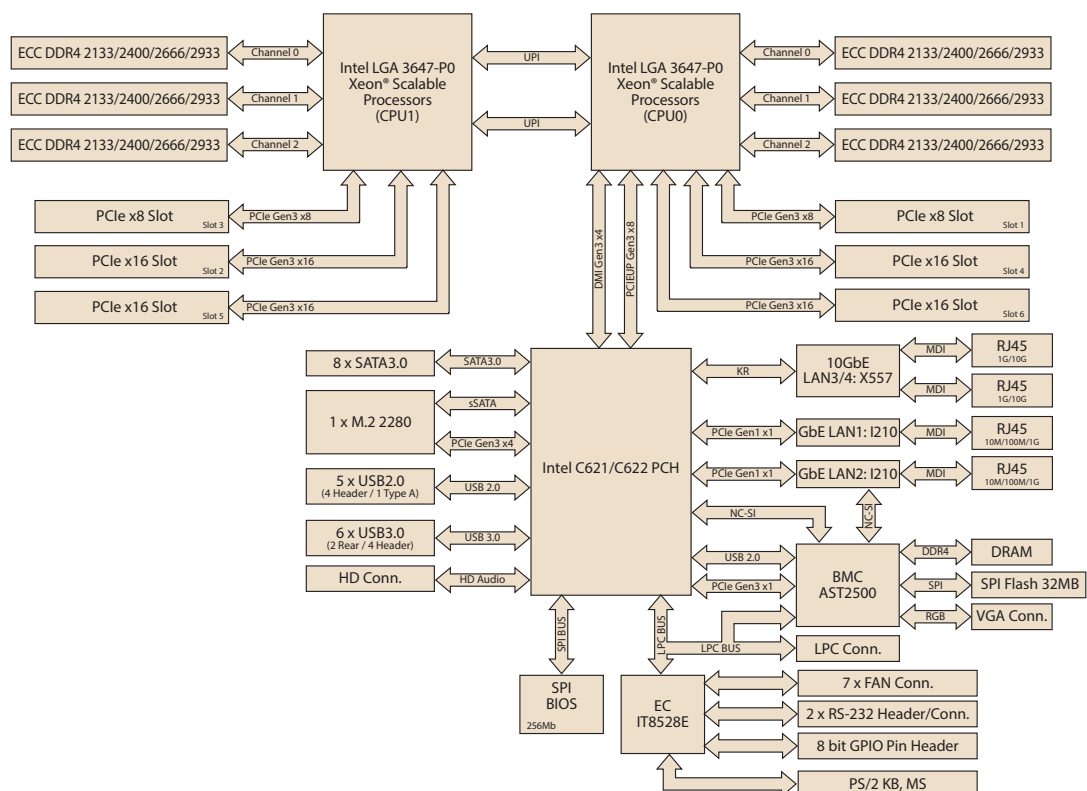 ECC DDR4 2133/2400/2666/2933
Channel 0
ECC DDR4 2133/2400/2666/2933
Channel 1
ECC DDR4 2133/2400/2666/2933
Channel 2
Intel LGA 3647-P0
Xeon® Scalable
Processors
(CPU1)
UPI
UPI
Intel LGA 3647-P0
Xeon® Scalable
Processors
(CPU0)
Channel 0
ECC DDR4 2133/2400/2666/2933
Channel 1
ECC DDR4 2133/2400/2666/2933
Channel 2
ECC DDR4 2133/2400/2666/2933
PCIe x8 Slot
Slot 3
PCIe Gen3 x8
PCIe x16 Slot
Slot 2
PCIe Gen3 x16
PCIe x16 Slot
Slot 5
PCIe Gen3 x16
DMI Gen3 x4
PCIEUP Gen3 x8
PCIe Gen3 x8
PCIe x8 Slot
Slot 1
PCIe Gen3 x16
PCIe x16 Slot
Slot 4
PCIe Gen3 x16
PCIe x16 Slot
Slot 6
8 x SATA3.0
SATA3.0
1 x M.2 2280
sSATA
PCIe Gen3 x4
5 x USB2.0
(4 Header / 1 Type A)
USB 2.0
6 x USB3.0
(2 Rear / 4 Header)
USB 3.0
HD Conn.
HD Audio
Intel C621/C622 PCH
KR
10GbE
LAN3/4: X557
MDI
RJ45
1G/10G
MDI
RJ45
1G/10G
PCIe Gen1 x1
GbE LAN1: I210
MDI
RJ45
10M/100M/1G
PCIe Gen1 x1
GbE LAN2: I210
MDI
RJ45
10M/100M/1G
NC-SI
NC-SI
USB 2.0
PCIe Gen3 x1
BMC
AST2500
DDR4
DRAM
SPI
SPI Flash 32MB
RGB
VGA Conn.
SPI BUS
LPC BUS
LPC BUS
LPC Conn.
SPI
BIOS
256Mb
EC
IT8528E
7 x FAN Conn.
2 x RS-232 Header/Conn.
8 bit GPIO Pin Header
PS/2 KB, MS